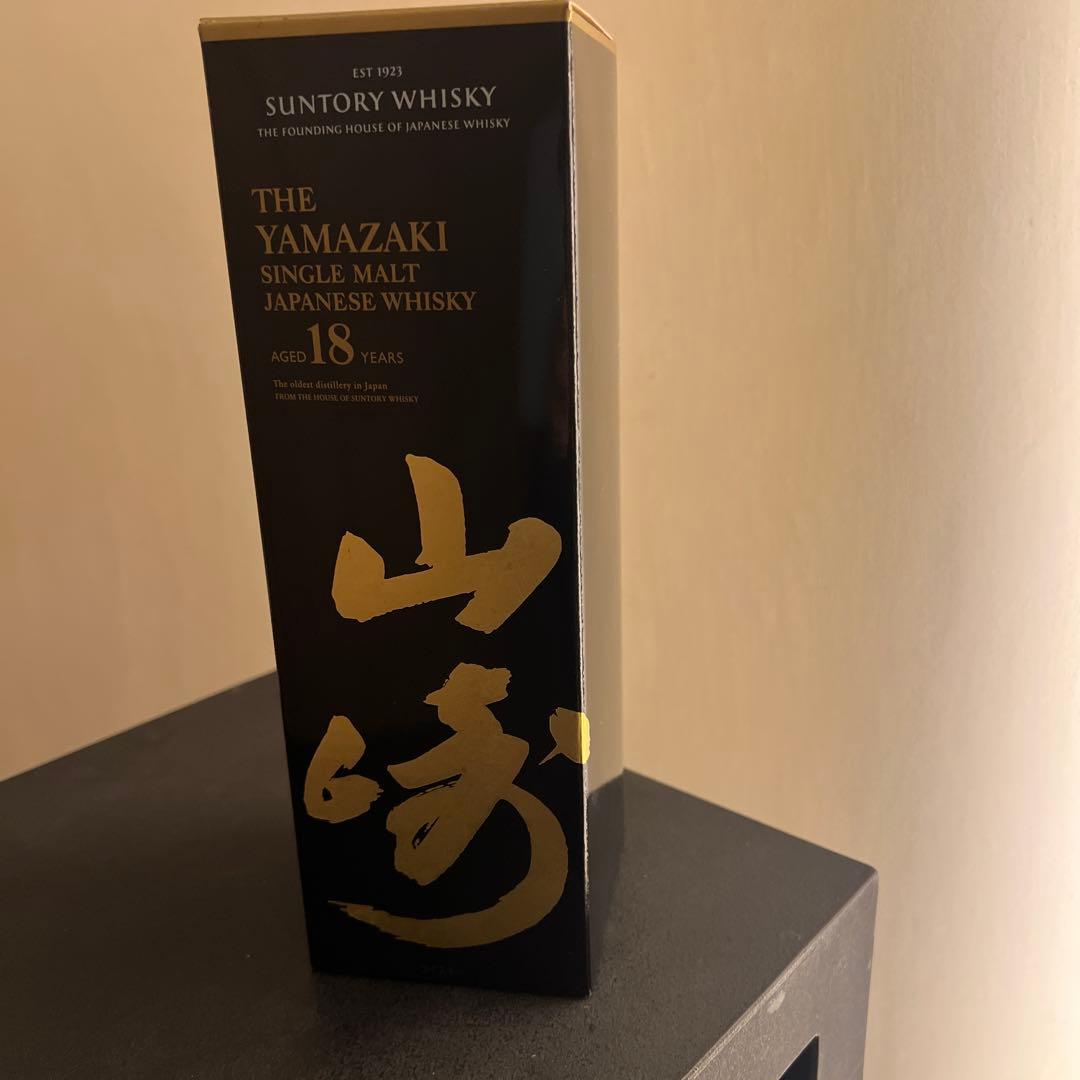 EST 1923
SUNTORY WHISKY
THE FOUNDING HOUSE OF JAPANESE WHISKY
THE
YAMAZAKI
SINGLE MALT
JAPANESE WHISKY
AGED 18 YEARS
The oldest distillery in Japan
FROM THE HOUSE OF SUNTORY WHISKY
山
崎